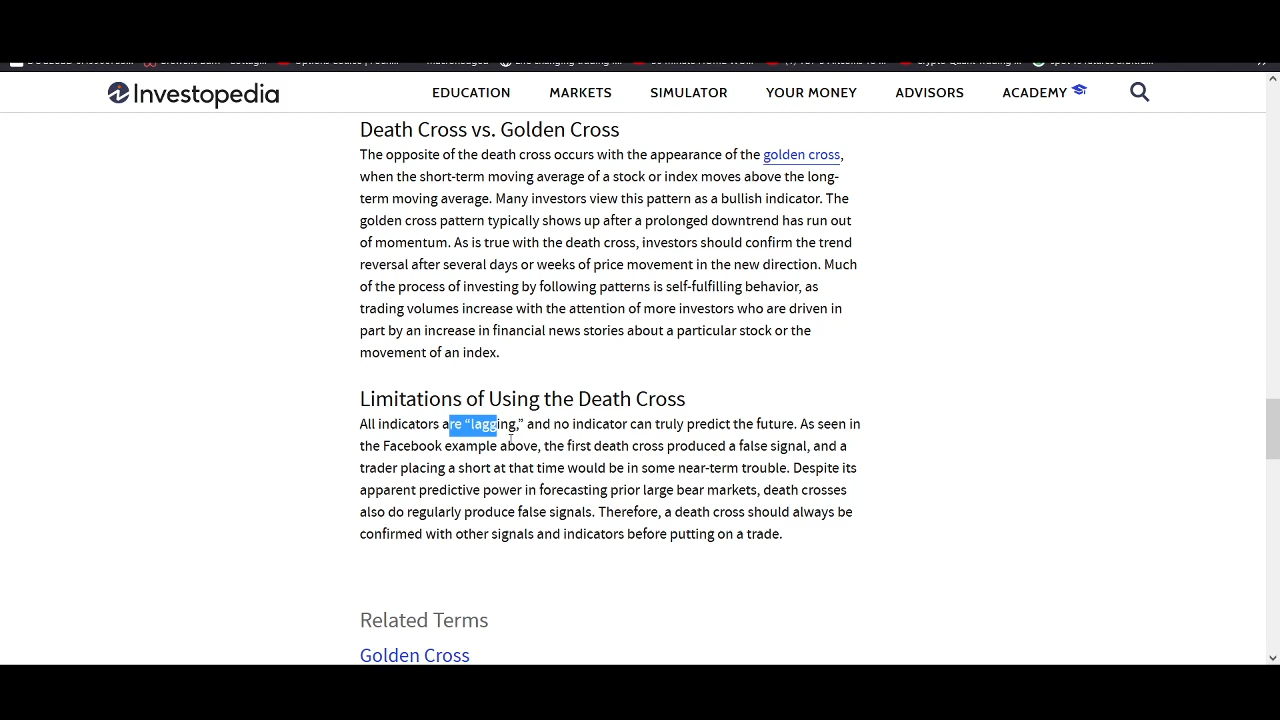 Investopedia
EDUCATION MARKETS SIMULATOR YOUR MONEY ADVISORS ACADEMY
Death Cross vs. Golden Cross
The opposite of the death cross occurs with the appearance of the golden cross,
when the short-term moving average of a stock or index moves above the long-
term moving average. Many investors view this pattern as a bullish indicator. The
golden cross pattern typically shows up after a prolonged downtrend has run out
of momentum. As is true with the death cross, investors should confirm the trend
reversal after several days or weeks of price movement in the new direction. Much
of the process of investing by following patterns is self-fulfilling behavior, as
trading volumes increase with the attention of more investors who are driven in
part by an increase in financial news stories about a particular stock or the
movement of an index.
Limitations of Using the Death Cross
All indicators are “lagging,” and no indicator can truly predict the future. As seen in
the Facebook example above, the first death cross produced a false signal, and a
trader placing a short at that time would be in some near-term trouble. Despite its
apparent predictive power in forecasting prior large bear markets, death crosses
also do regularly produce false signals. Therefore, a death cross should always be
confirmed with other signals and indicators before putting on a trade.
Related Terms
Golden Cross